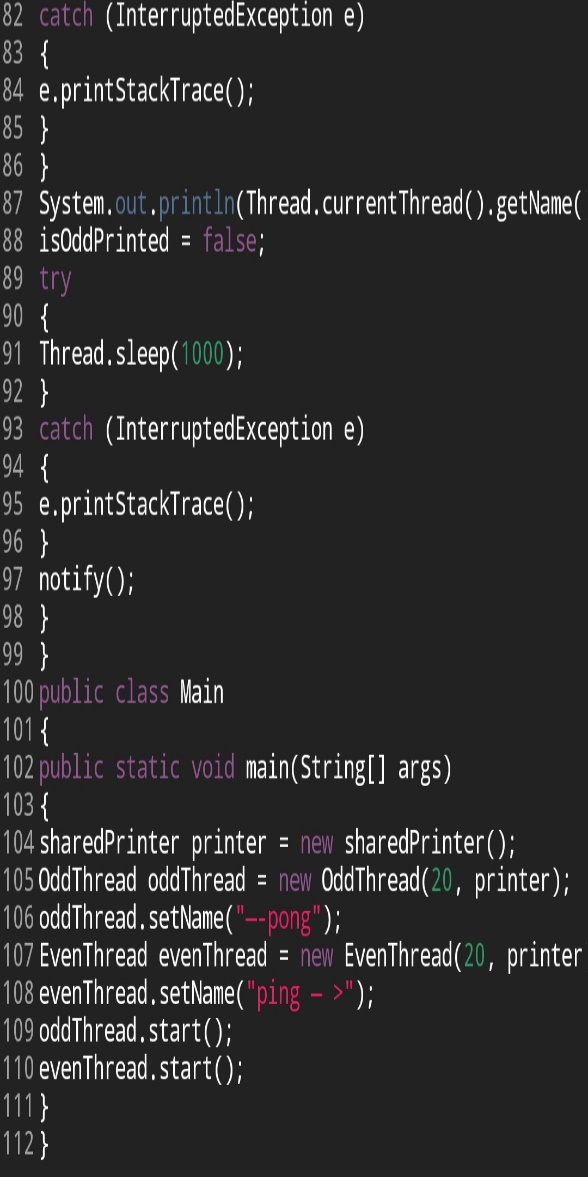 82 catch (InterruptedException e)
83 {
84 e.printStackTrace();
85 }
86 }
87 System.out.println(Thread.currentThread().getName(
88 isOddPrinted = false;
89 try
90 {
91 Thread.sleep(1000);
92 }
93 catch (InterruptedException e)
94 {
95 e.printStackTrace();
96 }
97 notify();
98 }
99 }
100 public class Main
101 {
102 public static void main(String[] args)
103 {
104 sharedPrinter printer = new sharedPrinter();
105 OddThread oddThread = new OddThread(20, printer);
106 oddThread.setName("—-pong");
107 EvenThread evenThread = new EvenThread(20, printer
108 evenThread.setName("ping – >");
109 oddThread.start();
110 evenThread.start();
111 }
112 }